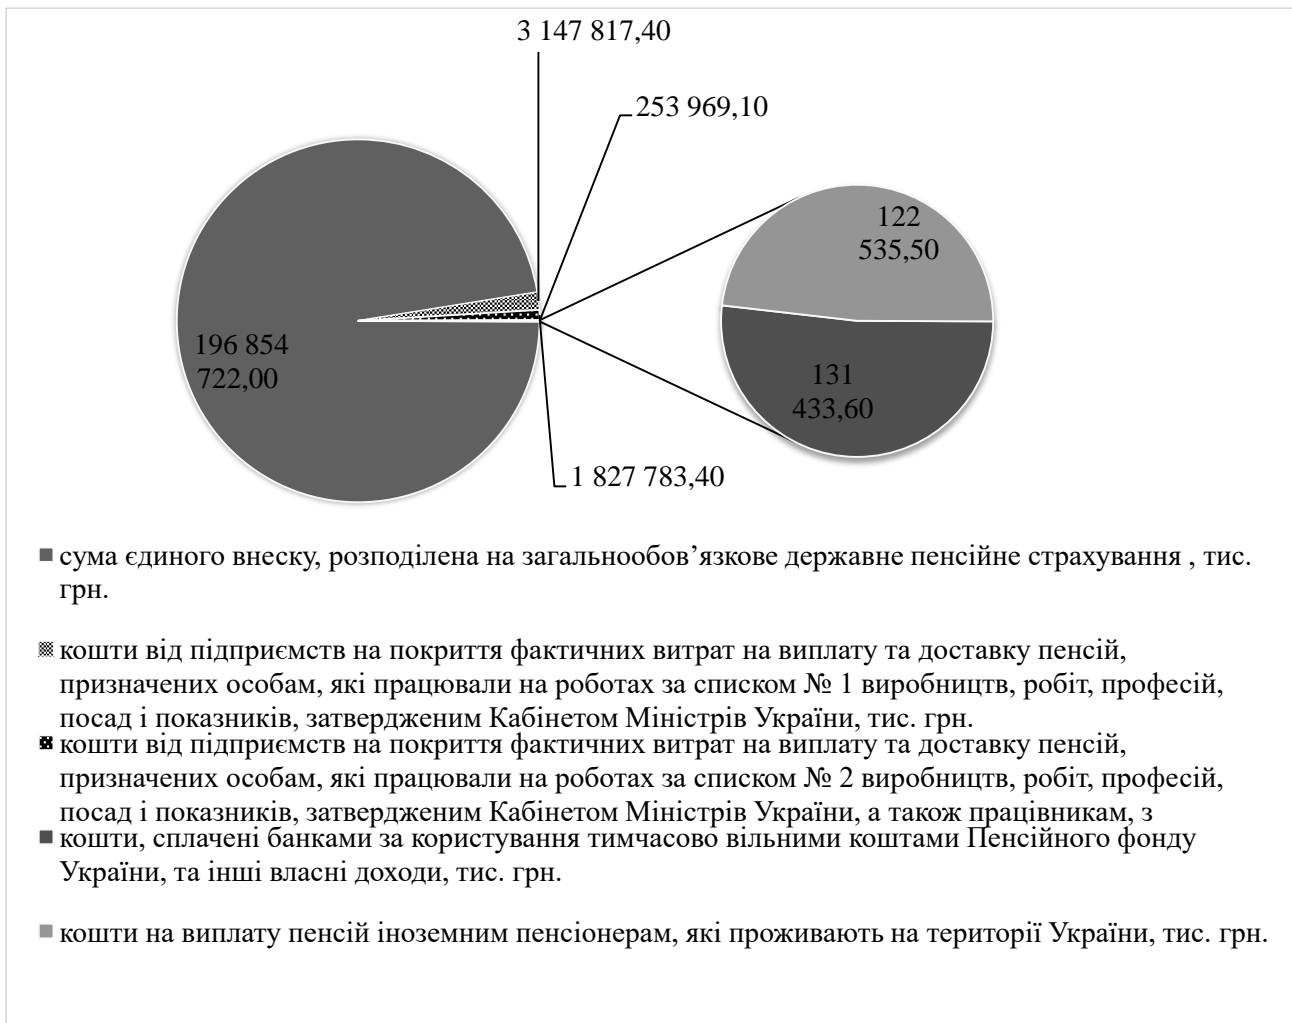 3 147 817,40
253 969,10
122
535,50
196 854
722,00
131
433,60
1 827 783,40
сума єдиного внеску, розподілена на загальнообов’язкове державне пенсійне страхування , тис.
грн.
кошти від підприємств на покриття фактичних витрат на виплату та доставку пенсій,
призначених особам, які працювали на роботах за списком № 1 виробництв, робіт, професій,
посад і показників, затвердженим Кабінетом Міністрів України, тис. грн.
кошти від підприємств на покриття фактичних витрат на виплату та доставку пенсій,
призначених особам, які працювали на роботах за списком № 2 виробництв, робіт, професій,
посад і показників, затвердженим Кабінетом Міністрів України, а також працівникам, з
кошти, сплачені банками за користування тимчасово вільними коштами Пенсійного фонду
України, та інші власні доходи, тис. грн.
кошти на виплату пенсій іноземним пенсіонерам, які проживають на території України, тис. грн.